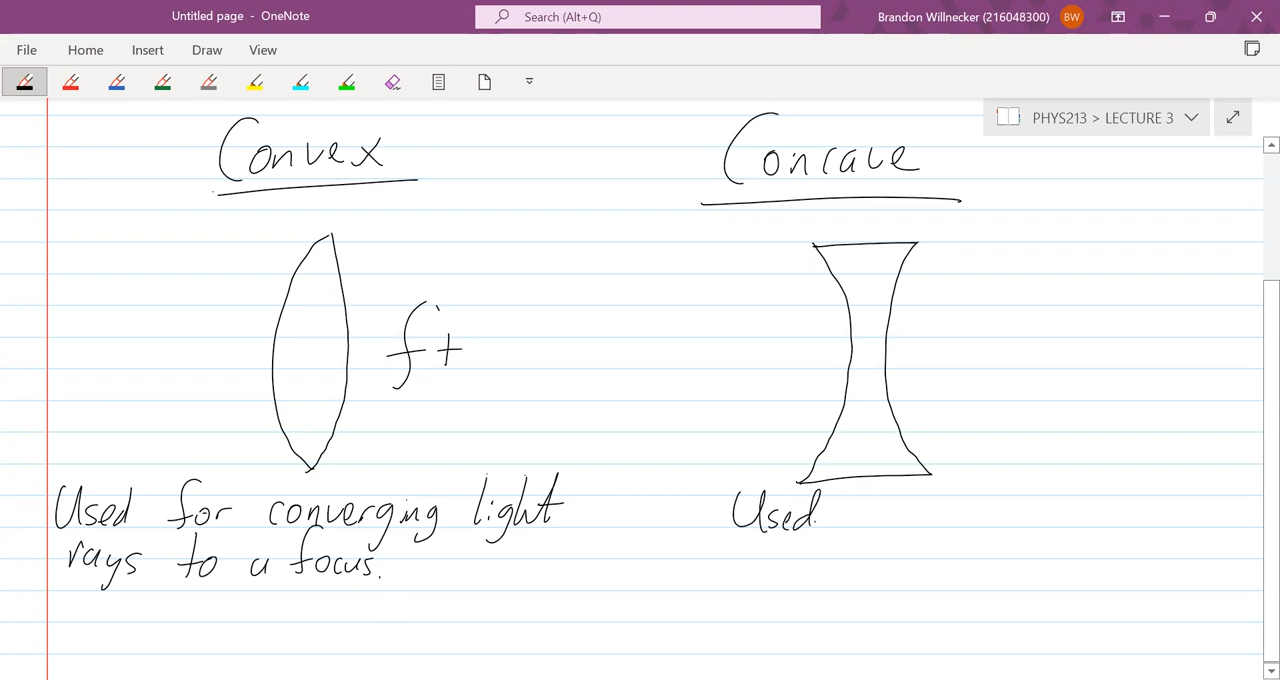 Untitled page - OneNote
Search (Alt+Q)
Brandon Willnecker (216048300)
BW
File Home Insert Draw View
PHYS213 > LECTURE 3
Convex
Concave
f+
Used for converging light
rays to a focus.
Used